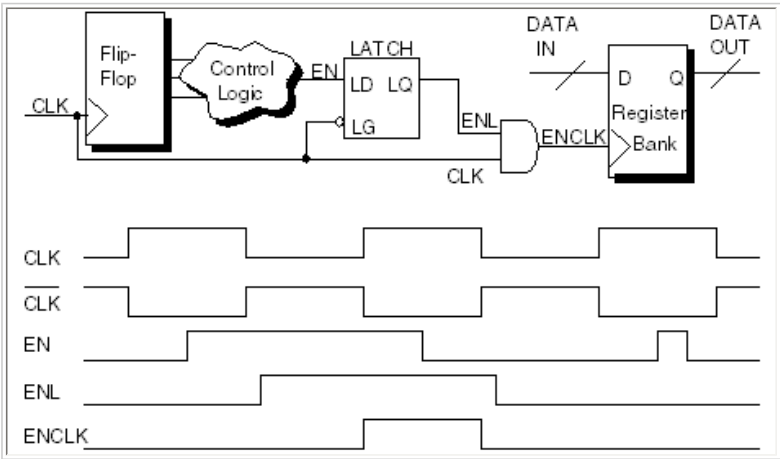 Flip-
Flop
CLK
Control
Logic
EN
LATCH
LD LQ
LG
ENL
CLK
ENCLK
DATA
IN
DATA
OUT
D Q
Register
Bank
CLK
C̅L̅K̅
EN
ENL
ENCLK